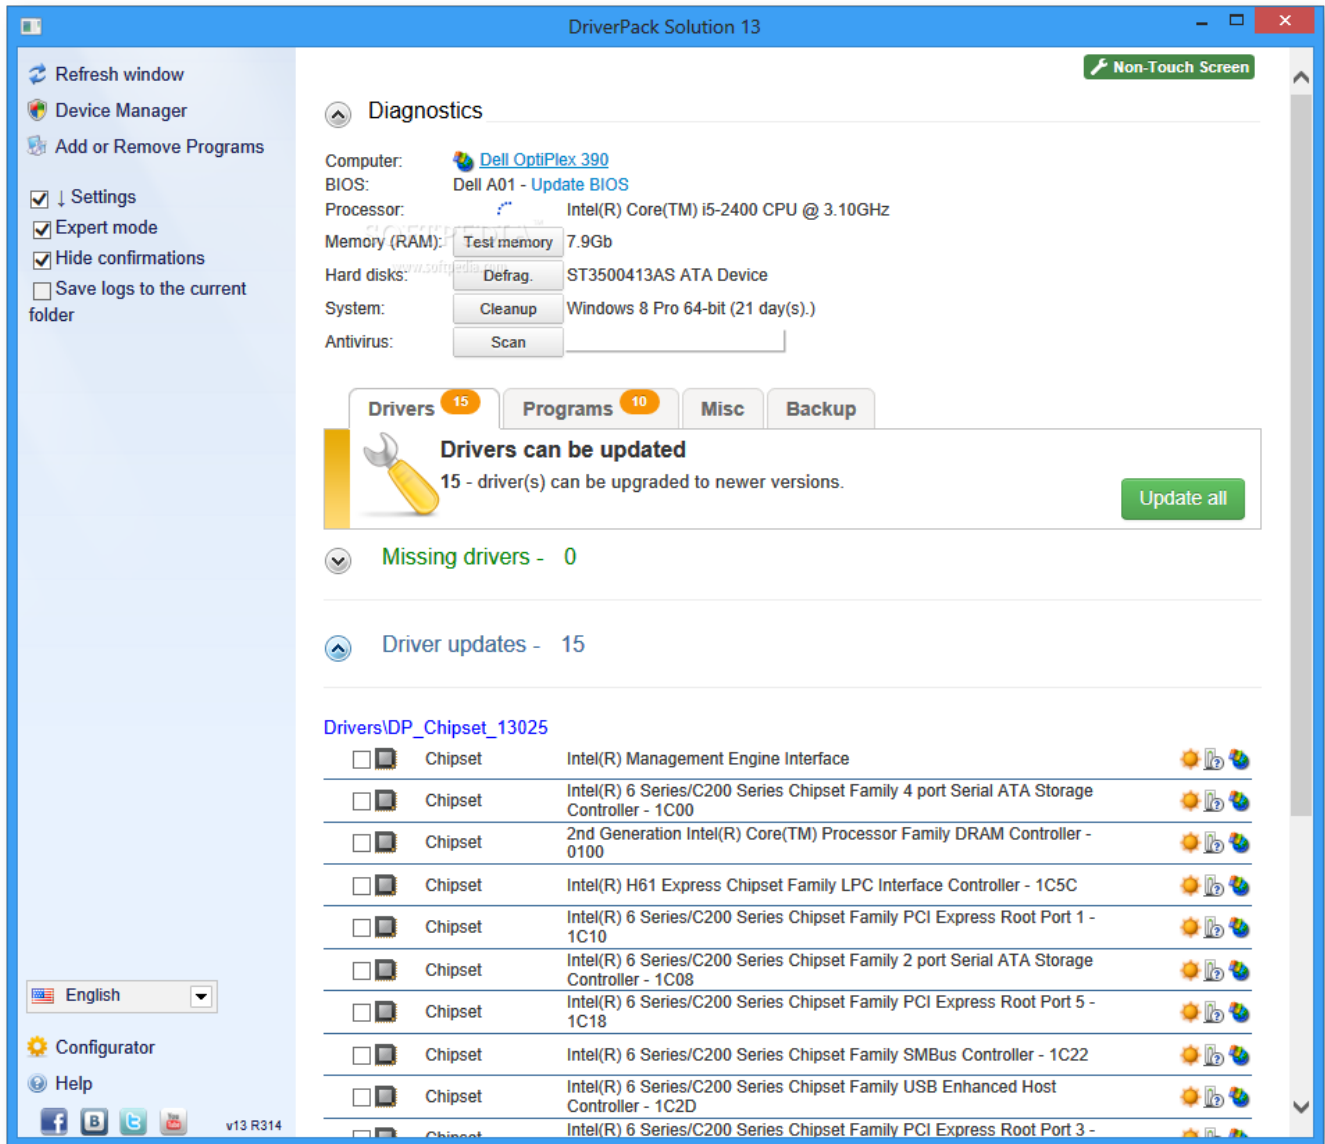 DriverPack Solution 13
Refresh window
Device Manager
Add or Remove Programs
↓ Settings
Expert mode
Hide confirmations
Save logs to the current
folder
English
Configurator
Help
v13 R314
Non-Touch Screen
Diagnostics
Computer: Dell OptiPlex 390
BIOS: Dell A01 - Update BIOS
Processor: Intel(R) Core(TM) i5-2400 CPU @ 3.10GHz
SOFTPEDIA™
Memory (RAM): Test memory 7.9Gb
www.softpedia.com
Hard disks: Defrag. ST3500413AS ATA Device
System: Cleanup Windows 8 Pro 64-bit (21 day(s).)
Antivirus: Scan
Drivers 15 Programs 10 Misc Backup
Drivers can be updated
15 - driver(s) can be upgraded to newer versions.
Update all
Missing drivers - 0
Driver updates - 15
Drivers\DP_Chipset_13025
Chipset Intel(R) Management Engine Interface
Chipset Intel(R) 6 Series/C200 Series Chipset Family 4 port Serial ATA Storage
Controller - 1C00
Chipset 2nd Generation Intel(R) Core(TM) Processor Family DRAM Controller -
0100
Chipset Intel(R) H61 Express Chipset Family LPC Interface Controller - 1C5C
Chipset Intel(R) 6 Series/C200 Series Chipset Family PCI Express Root Port 1 -
1C10
Chipset Intel(R) 6 Series/C200 Series Chipset Family 2 port Serial ATA Storage
Controller - 1C08
Chipset Intel(R) 6 Series/C200 Series Chipset Family PCI Express Root Port 5 -
1C18
Chipset Intel(R) 6 Series/C200 Series Chipset Family SMBus Controller - 1C22
Chipset Intel(R) 6 Series/C200 Series Chipset Family USB Enhanced Host
Controller - 1C2D
Chipset Intel(R) 6 Series/C200 Series Chipset Family PCI Express Root Port 3 -